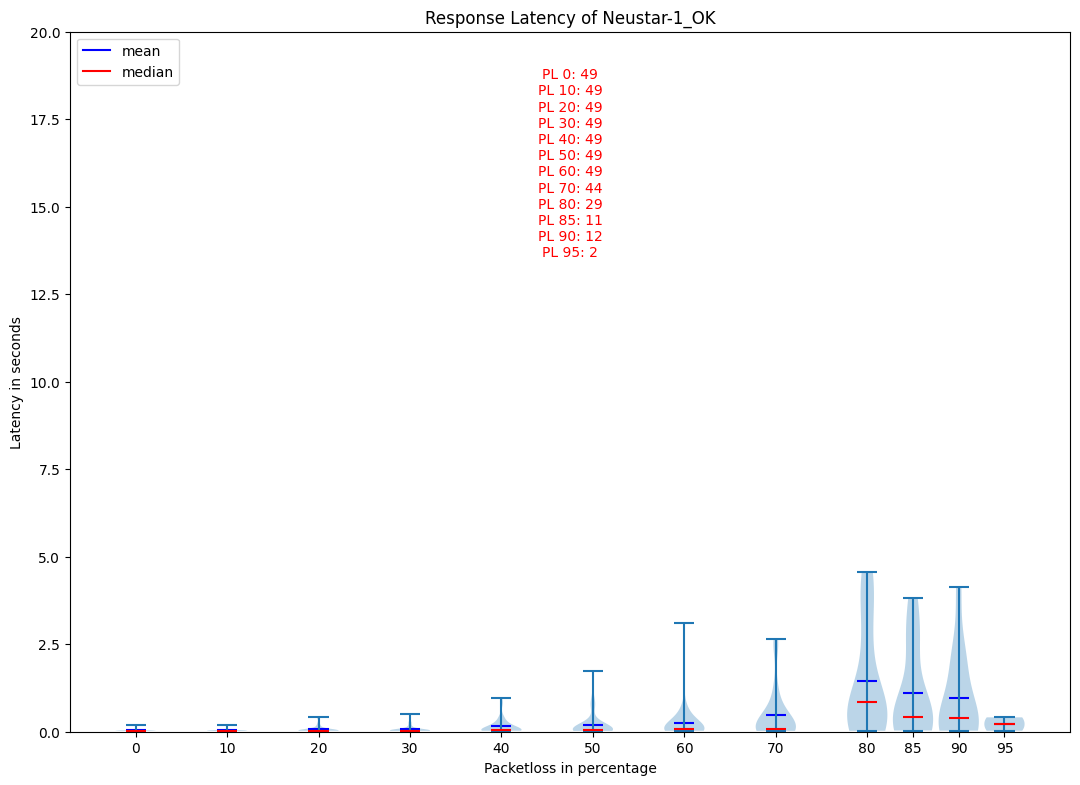 Response Latency of Neustar-1_OK
mean
median
PL 0: 49
PL 10: 49
PL 20: 49
PL 30: 49
PL 40: 49
PL 50: 49
PL 60: 49
PL 70: 44
PL 80: 29
PL 85: 11
PL 90: 12
PL 95: 2
Latency in seconds
20.0
17.5
15.0
12.5
10.0
7.5
5.0
2.5
0.0
0 10 20 30 40 50 60 70 80 85 90 95
Packetloss in percentage